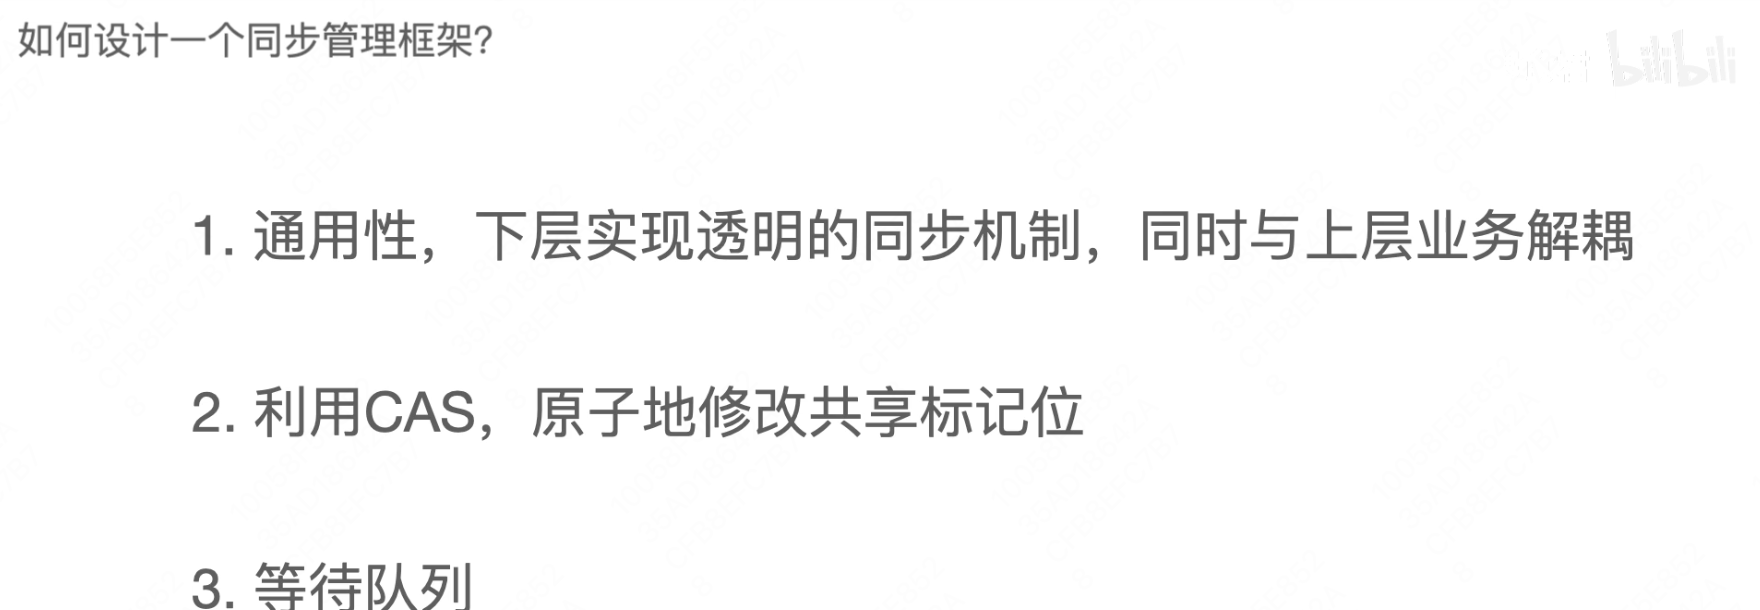 如何设计一个同步管理框架?
bilibili
1. 通用性，下层实现透明的同步机制，同时与上层业务解耦
2. 利用CAS，原子地修改共享标记位
3. 等待队列